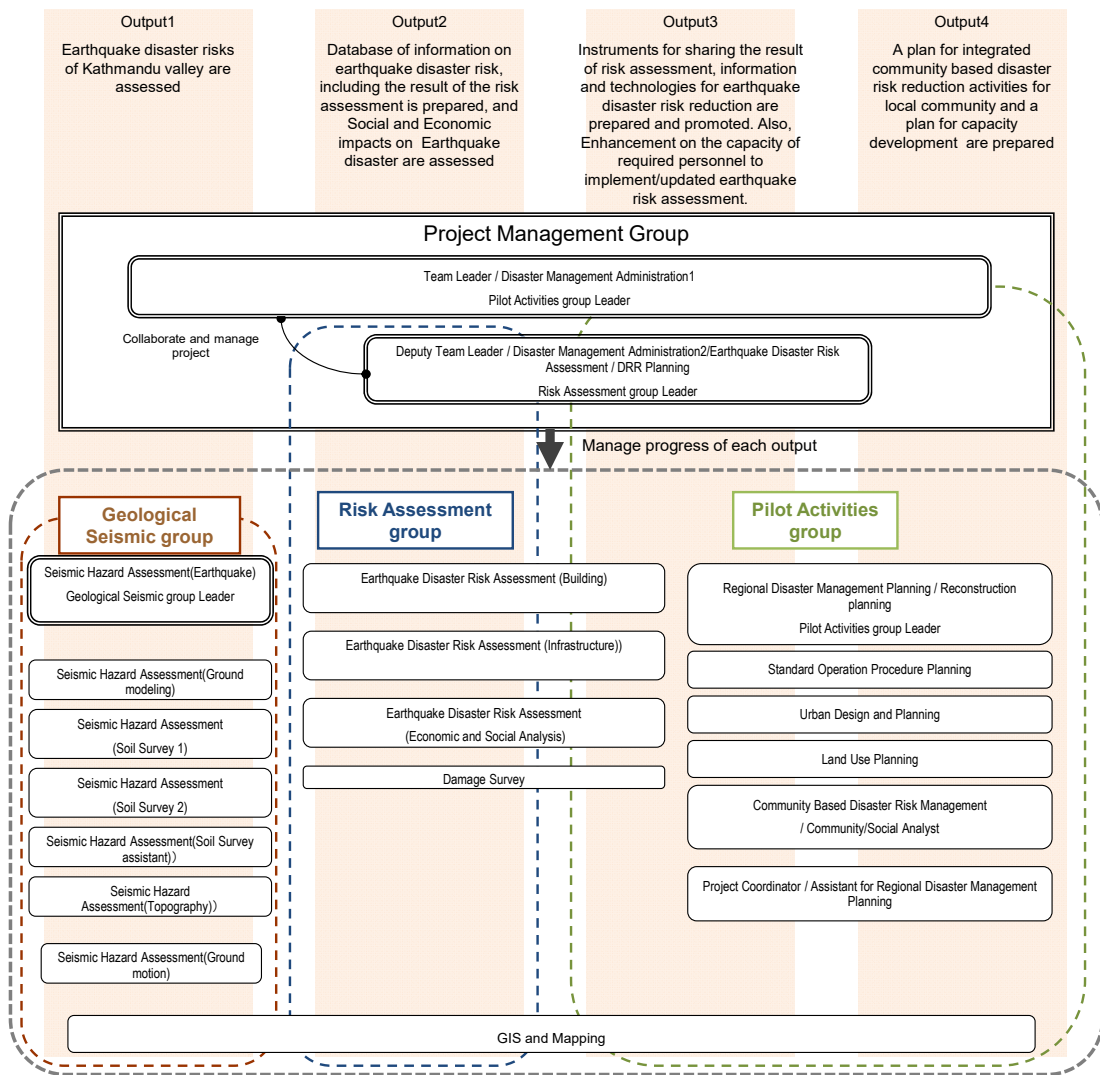 Output1
Earthquake disaster risks
of Kathmandu valley are
assessed
Output2
Database of information on
earthquake disaster risk,
including the result of the risk
assessment is prepared, and
Social and Economic
impacts on Earthquake
disaster are assessed
Output3
Instruments for sharing the result
of risk assessment, information
and technologies for earthquake
disaster risk reduction are
prepared and promoted. Also,
Enhancement on the capacity of
required personnel to
implement/updated earthquake
risk assessment.
Output4
A plan for integrated
community based disaster
risk reduction activities for
local community and a
plan for capacity
development are prepared
Project Management Group
Team Leader / Disaster Management Administration1
Pilot Activities group Leader
Collaborate and manage
project
Deputy Team Leader / Disaster Management Administration2/Earthquake Disaster Risk
Assessment / DRR Planning
Risk Assessment group Leader
Manage progress of each output
Geological
Seismic group
Seismic Hazard Assessment(Earthquake)
Geological Seismic group Leader
Seismic Hazard Assessment(Ground
modeling)
Seismic Hazard Assessment
(Soil Survey 1)
Seismic Hazard Assessment
(Soil Survey 2)
Seismic Hazard Assessment(Soil Survey
assistant)）
Seismic Hazard
Assessment(Topography)）
Seismic Hazard Assessment(Ground
motion)
Risk Assessment
group
Earthquake Disaster Risk Assessment (Building)
Earthquake Disaster Risk Assessment (Infrastructure))
Earthquake Disaster Risk Assessment
(Economic and Social Analysis)
Damage Survey
Pilot Activities
group
Regional Disaster Management Planning / Reconstruction
planning
Pilot Activities group Leader
Standard Operation Procedure Planning
Urban Design and Planning
Land Use Planning
Community Based Disaster Risk Management
/ Community/Social Analyst
Project Coordinator / Assistant for Regional Disaster Management
Planning
GIS and Mapping